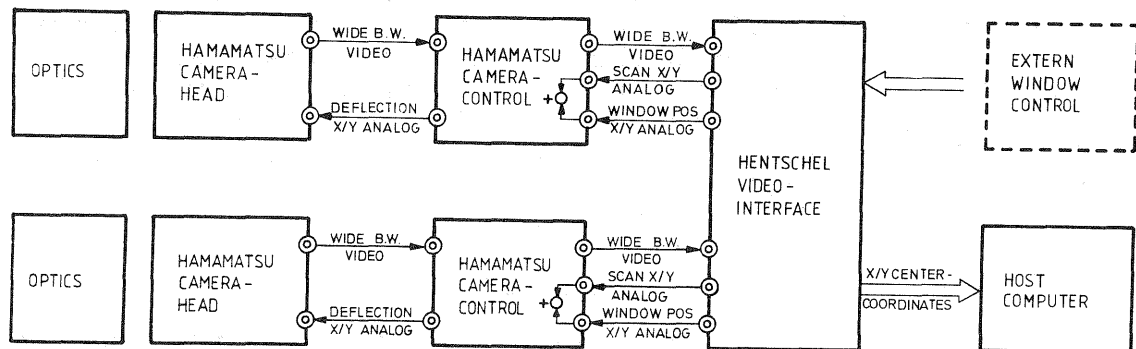 OPTICS
HAMAMATSU
CAMERA-
HEAD
WIDE B.W.
VIDEO
DEFLECTION
X/Y ANALOG
HAMAMATSU
CAMERA-
CONTROL
+
WIDE B.W.
VIDEO
SCAN X/Y
ANALOG
WINDOW POS
X/Y ANALOG
HENTSCHEL
VIDEO-
INTERFACE
EXTERN
WINDOW
CONTROL
OPTICS
HAMAMATSU
CAMERA-
HEAD
WIDE B.W.
VIDEO
DEFLECTION
X/Y ANALOG
HAMAMATSU
CAMERA-
CONTROL
+
WIDE B.W.
VIDEO
SCAN X/Y
ANALOG
WINDOW POS
X/Y ANALOG
X/Y CENTER-
COORDINATES
HOST
COMPUTER